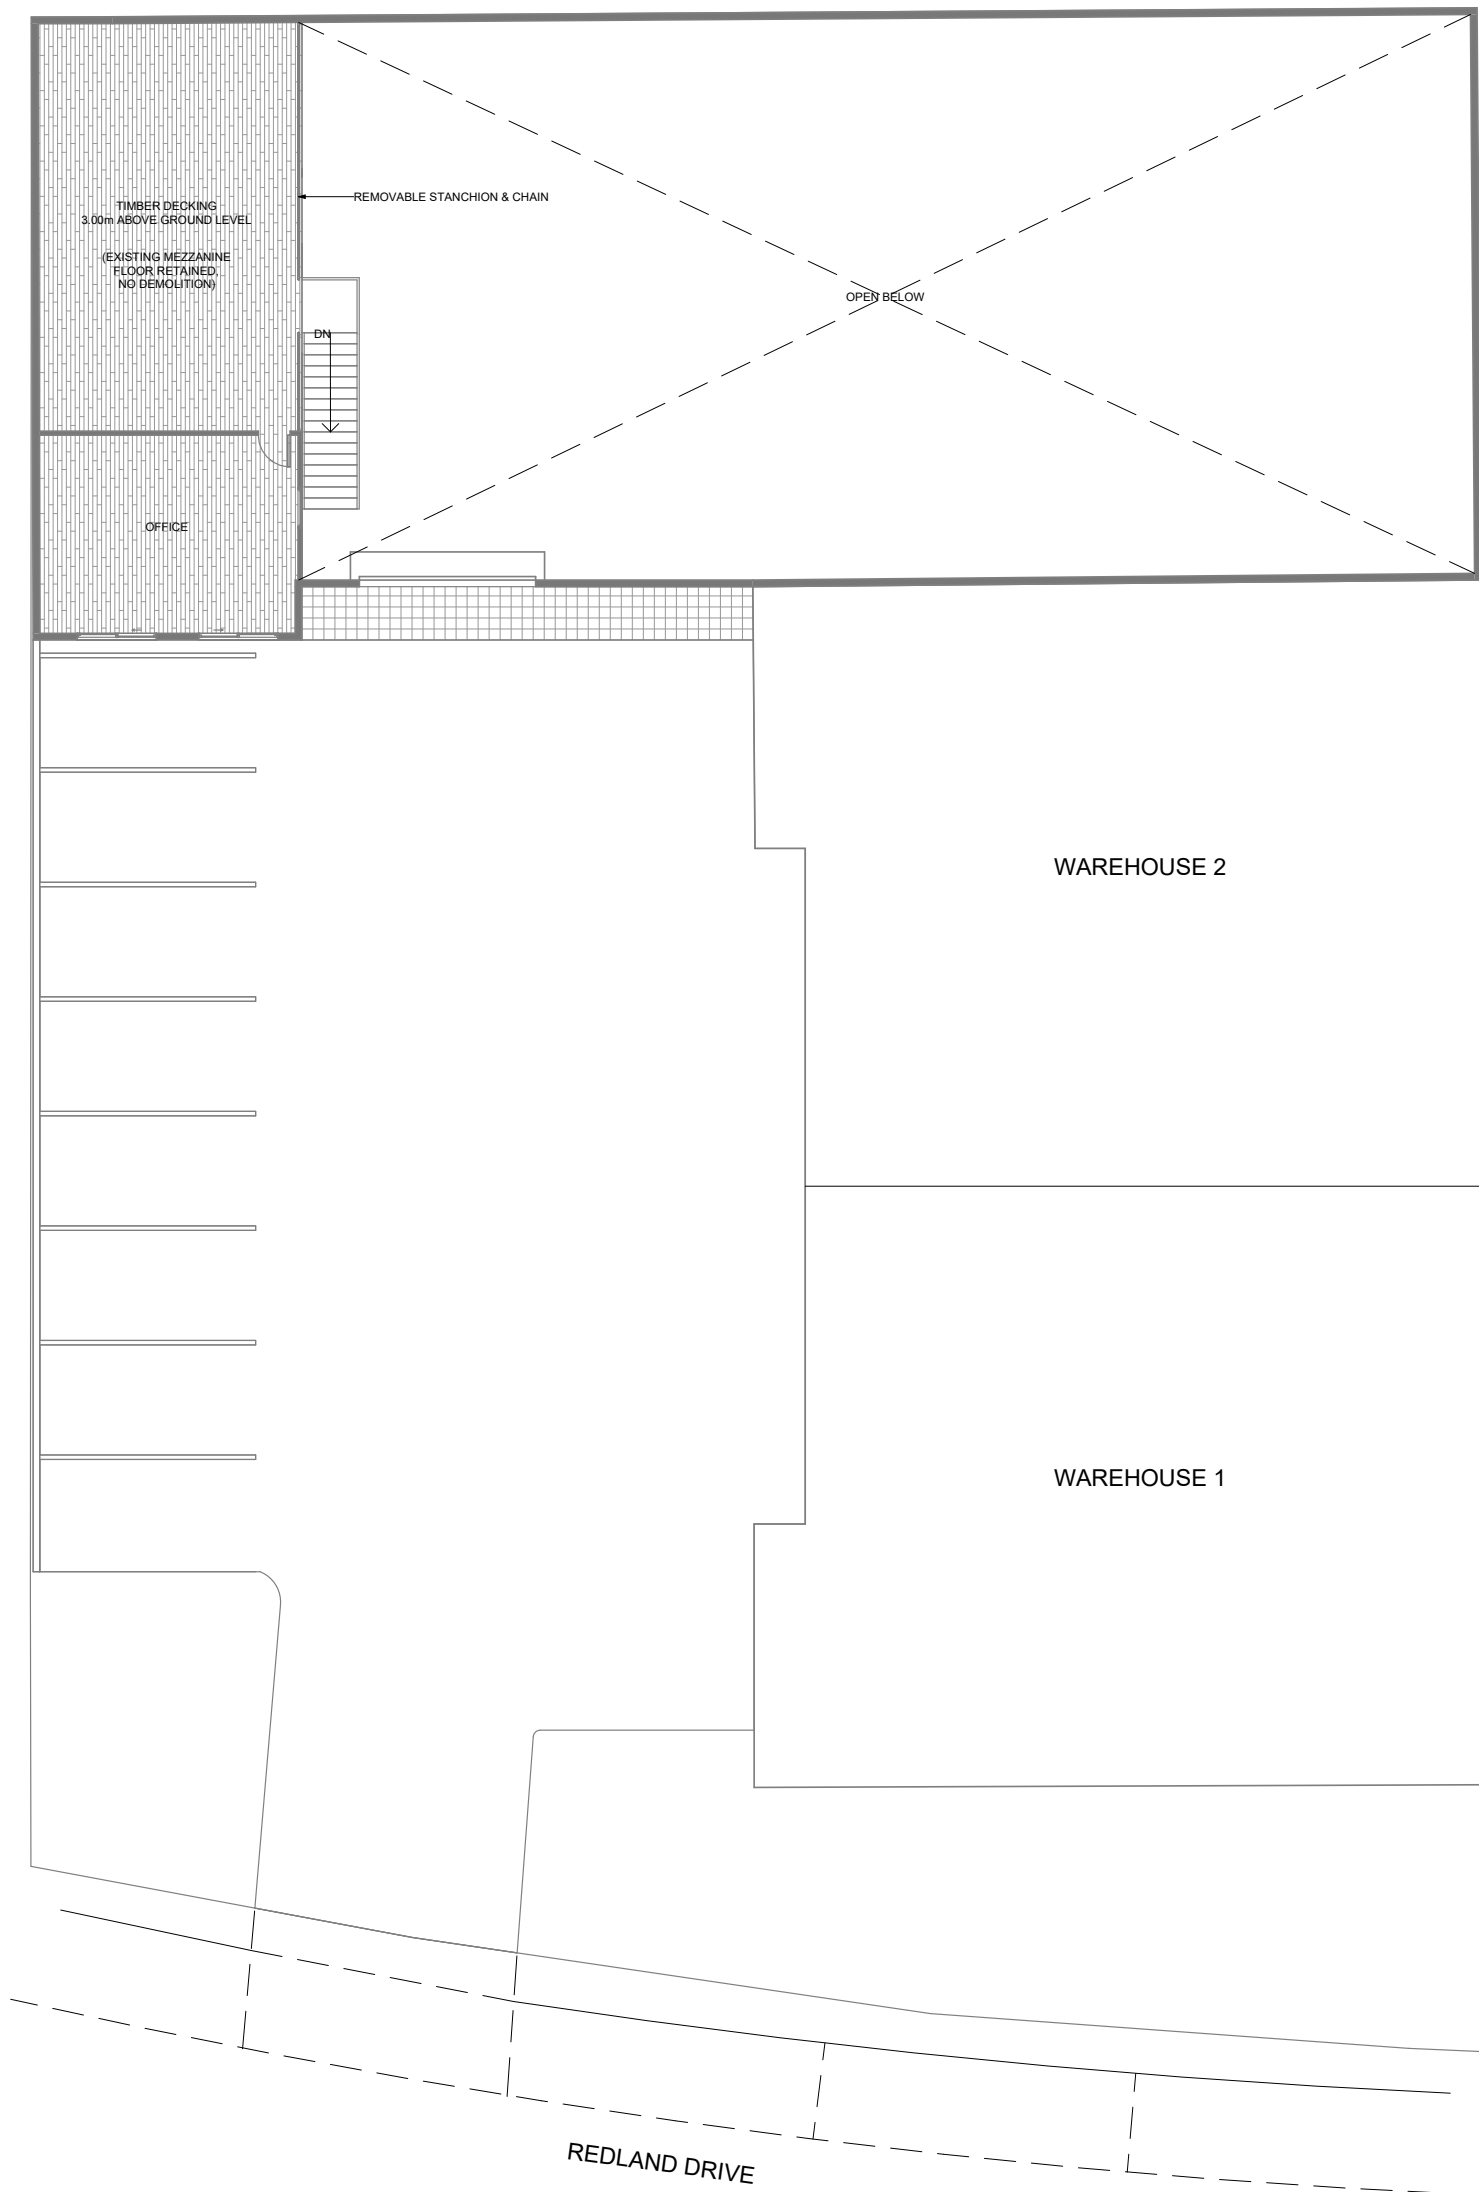 TIMBER DECKING
3.00m ABOVE GROUND LEVEL
(EXISTING MEZZANINE
FLOOR RETAINED,
NO DEMOLITION)
REMOVABLE STANCHION & CHAIN
OPEN BELOW
DN
OFFICE
WAREHOUSE 2
WAREHOUSE 1
REDLAND DRIVE